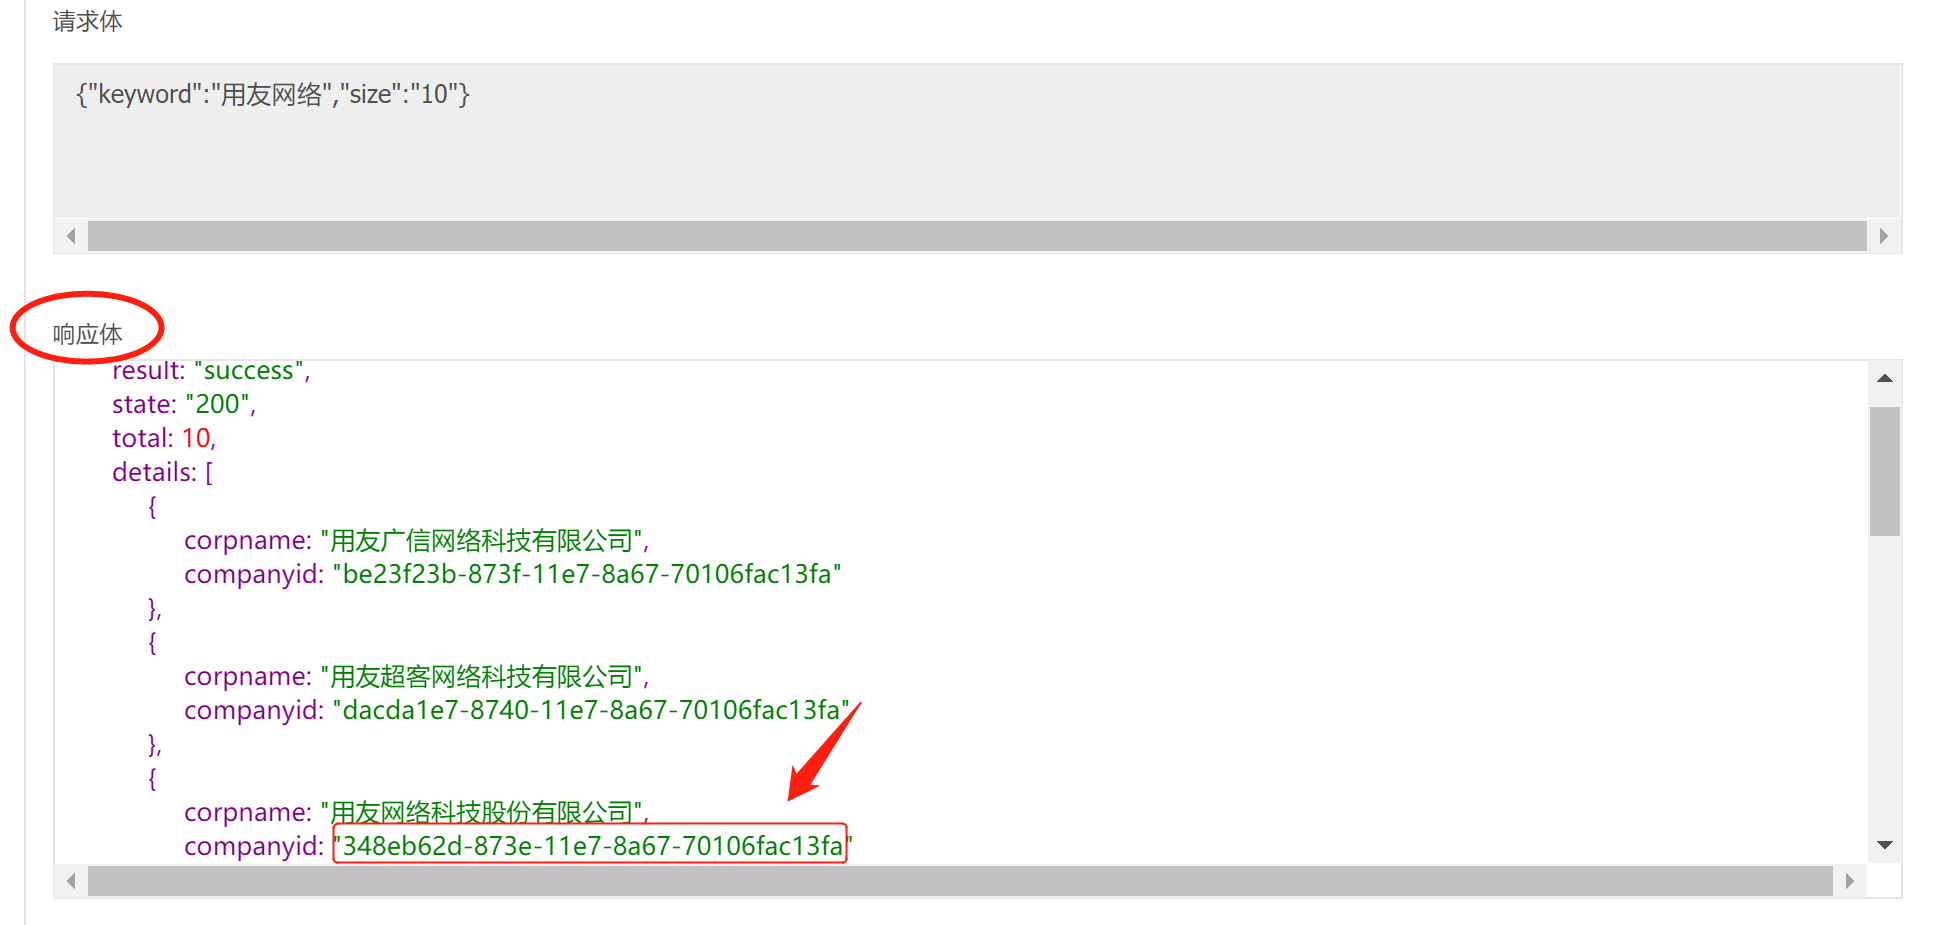 请求体
{"keyword":"用友网络","size":"10"}
响应体
result: "success",
state: "200",
total: 10,
details: [
{
corpname: "用友广信网络科技有限公司",
companyid: "be23f23b-873f-11e7-8a67-70106fac13fa"
},
{
corpname: "用友超客网络科技有限公司",
companyid: "dacda1e7-8740-11e7-8a67-70106fac13fa"
},
{
corpname: "用友网络科技股份有限公司",
companyid: "348eb62d-873e-11e7-8a67-70106fac13fa"